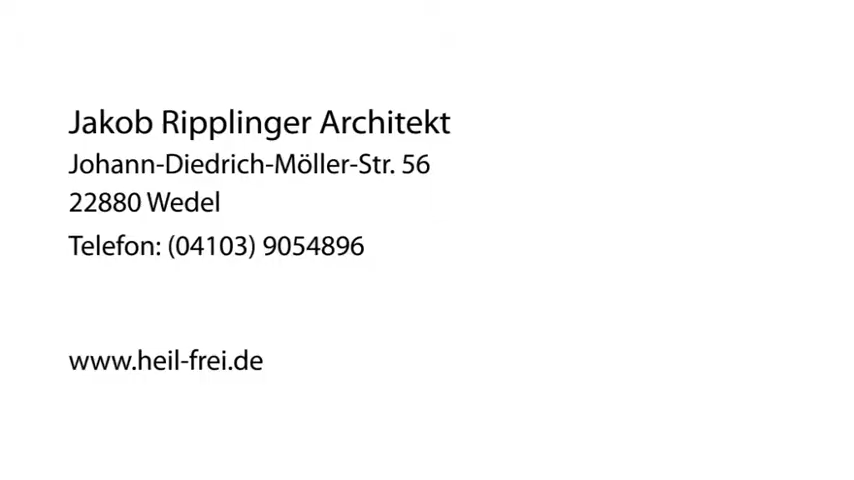 Jakob Ripplinger Architekt
Johann-Diedrich-Möller-Str. 56
22880 Wedel
Telefon: (04103) 9054896
www.heil-frei.de